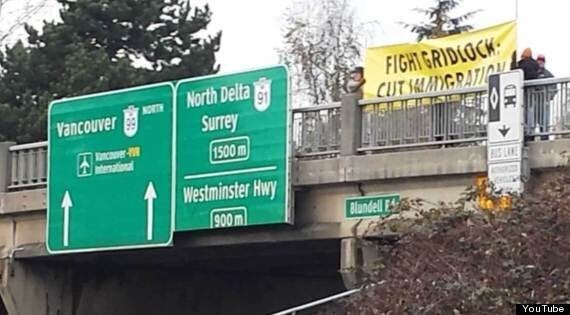 FIGHT GRIDLOCK:
CUT IMMIGRATION
Vancouver 99 NORTH
Vancouver-YVR
International
North Delta 91
Surrey
1500 m
Westminster Hwy
900 m
Blundell Rd
BUS LANE
YouTube